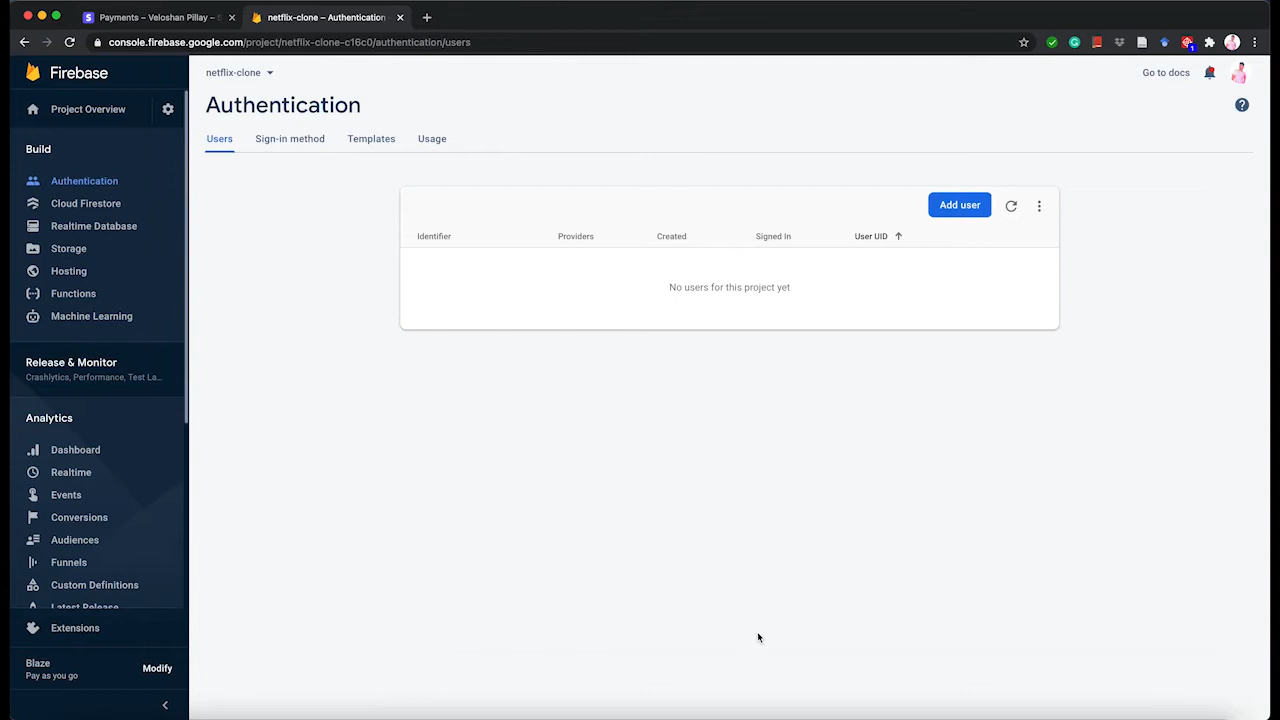 Payments – Veloshan Pillay –
netflix-clone – Authentication
console.firebase.google.com/project/netflix-clone-c16c0/authentication/users
1
Firebase
netflix-clone
Go to docs
Project Overview
Authentication
Users
Sign-in method
Templates
Usage
Build
Authentication
Cloud Firestore
Realtime Database
Storage
Hosting
Functions
Machine Learning
Add user
Identifier
Providers
Created
Signed In
User UID
No users for this project yet
Release & Monitor
Crashlytics, Performance, Test La...
Analytics
Dashboard
Realtime
Events
Conversions
Audiences
Funnels
Custom Definitions
Latest Release
Extensions
Blaze
Pay as you go
Modify